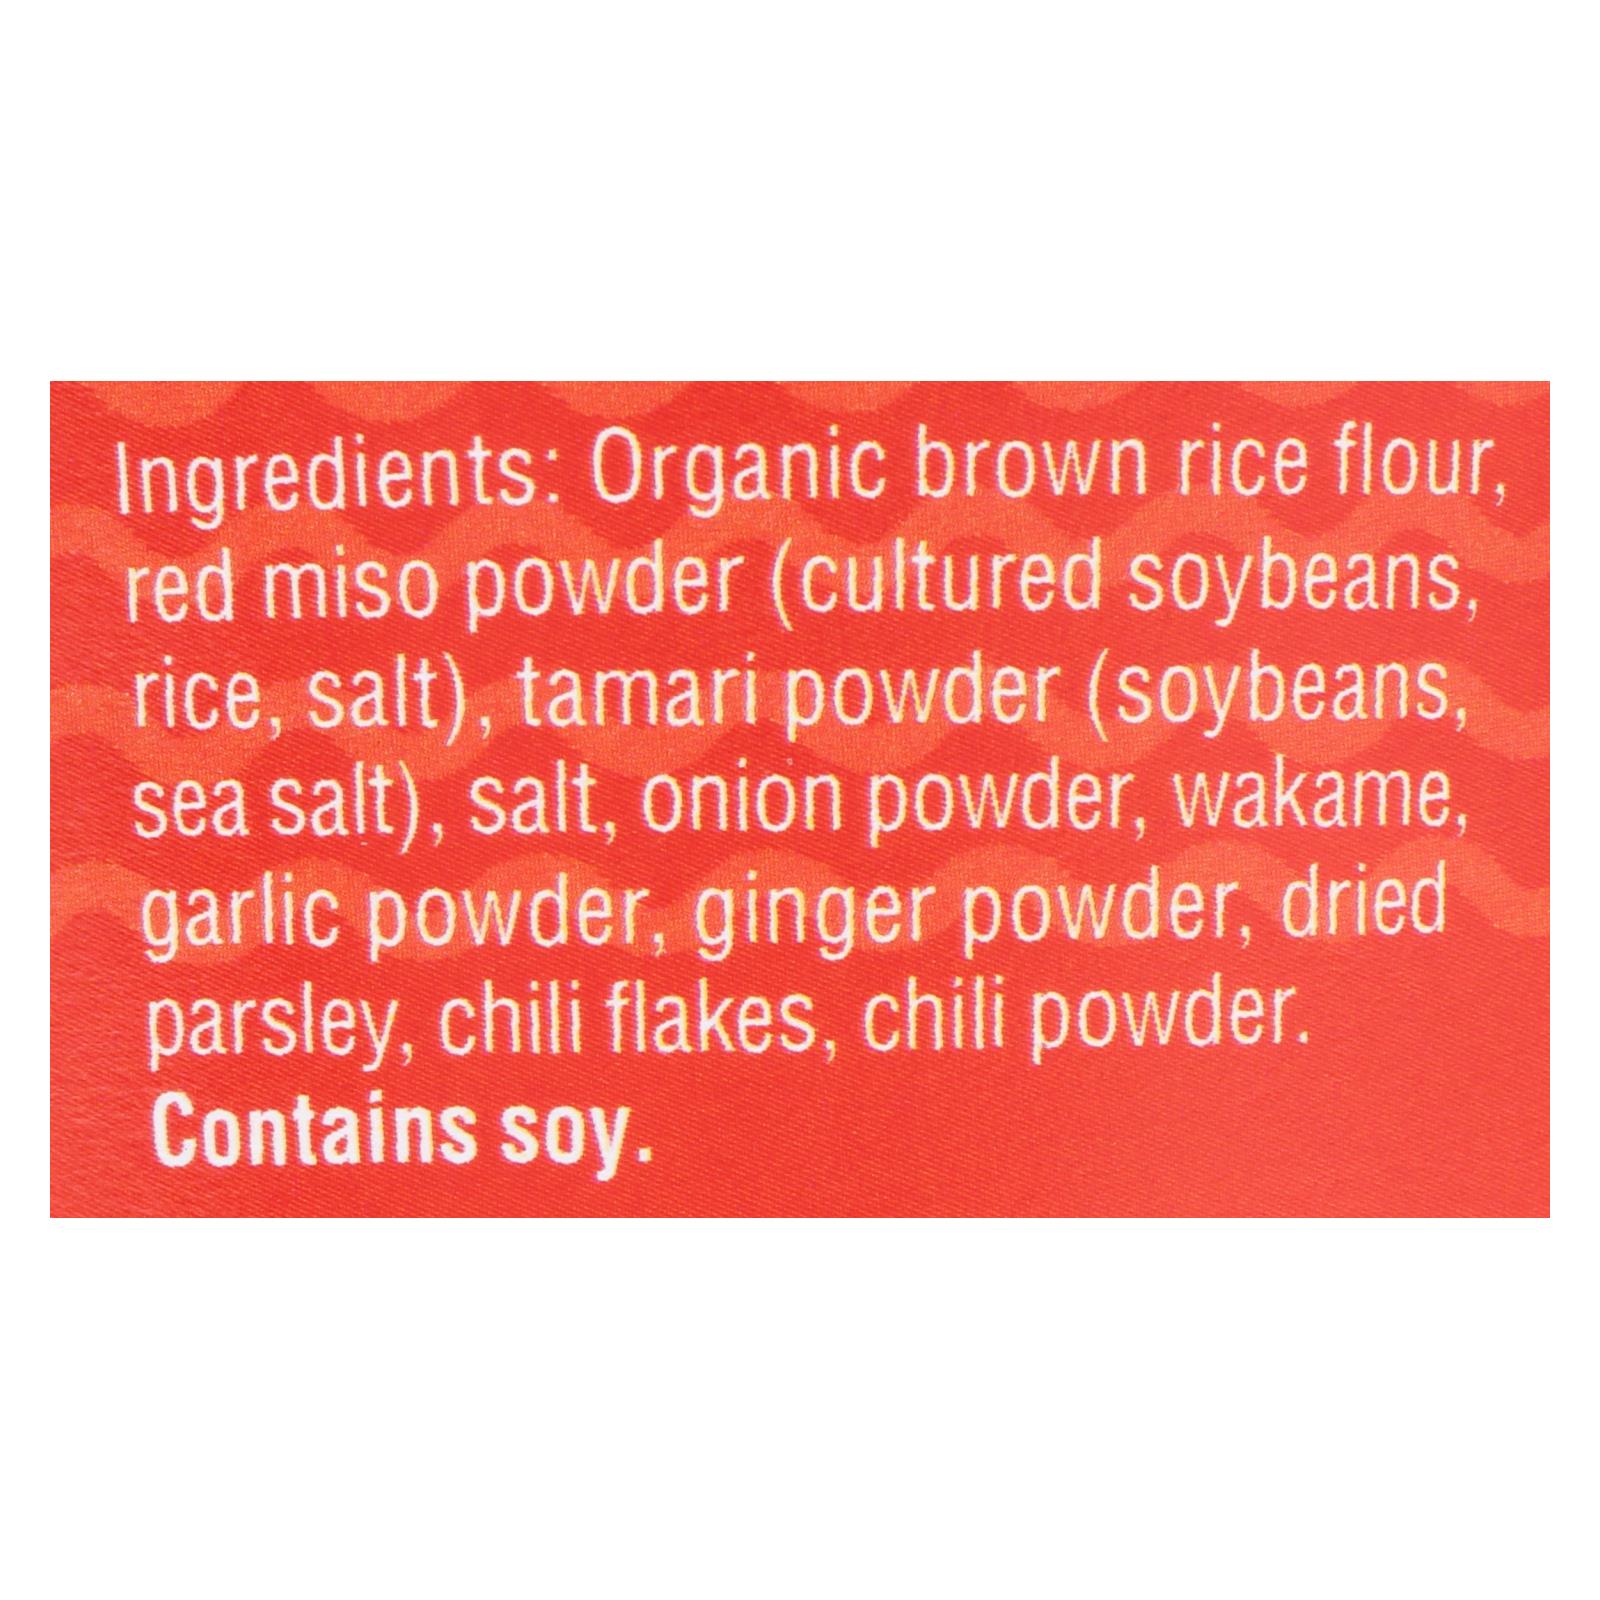 Ingredients: Organic brown rice flour,
red miso powder (cultured soybeans,
rice, salt), tamari powder (soybeans,
sea salt), salt, onion powder, wakame,
garlic powder, ginger powder, dried
parsley, chili flakes, chili powder.
Contains soy.